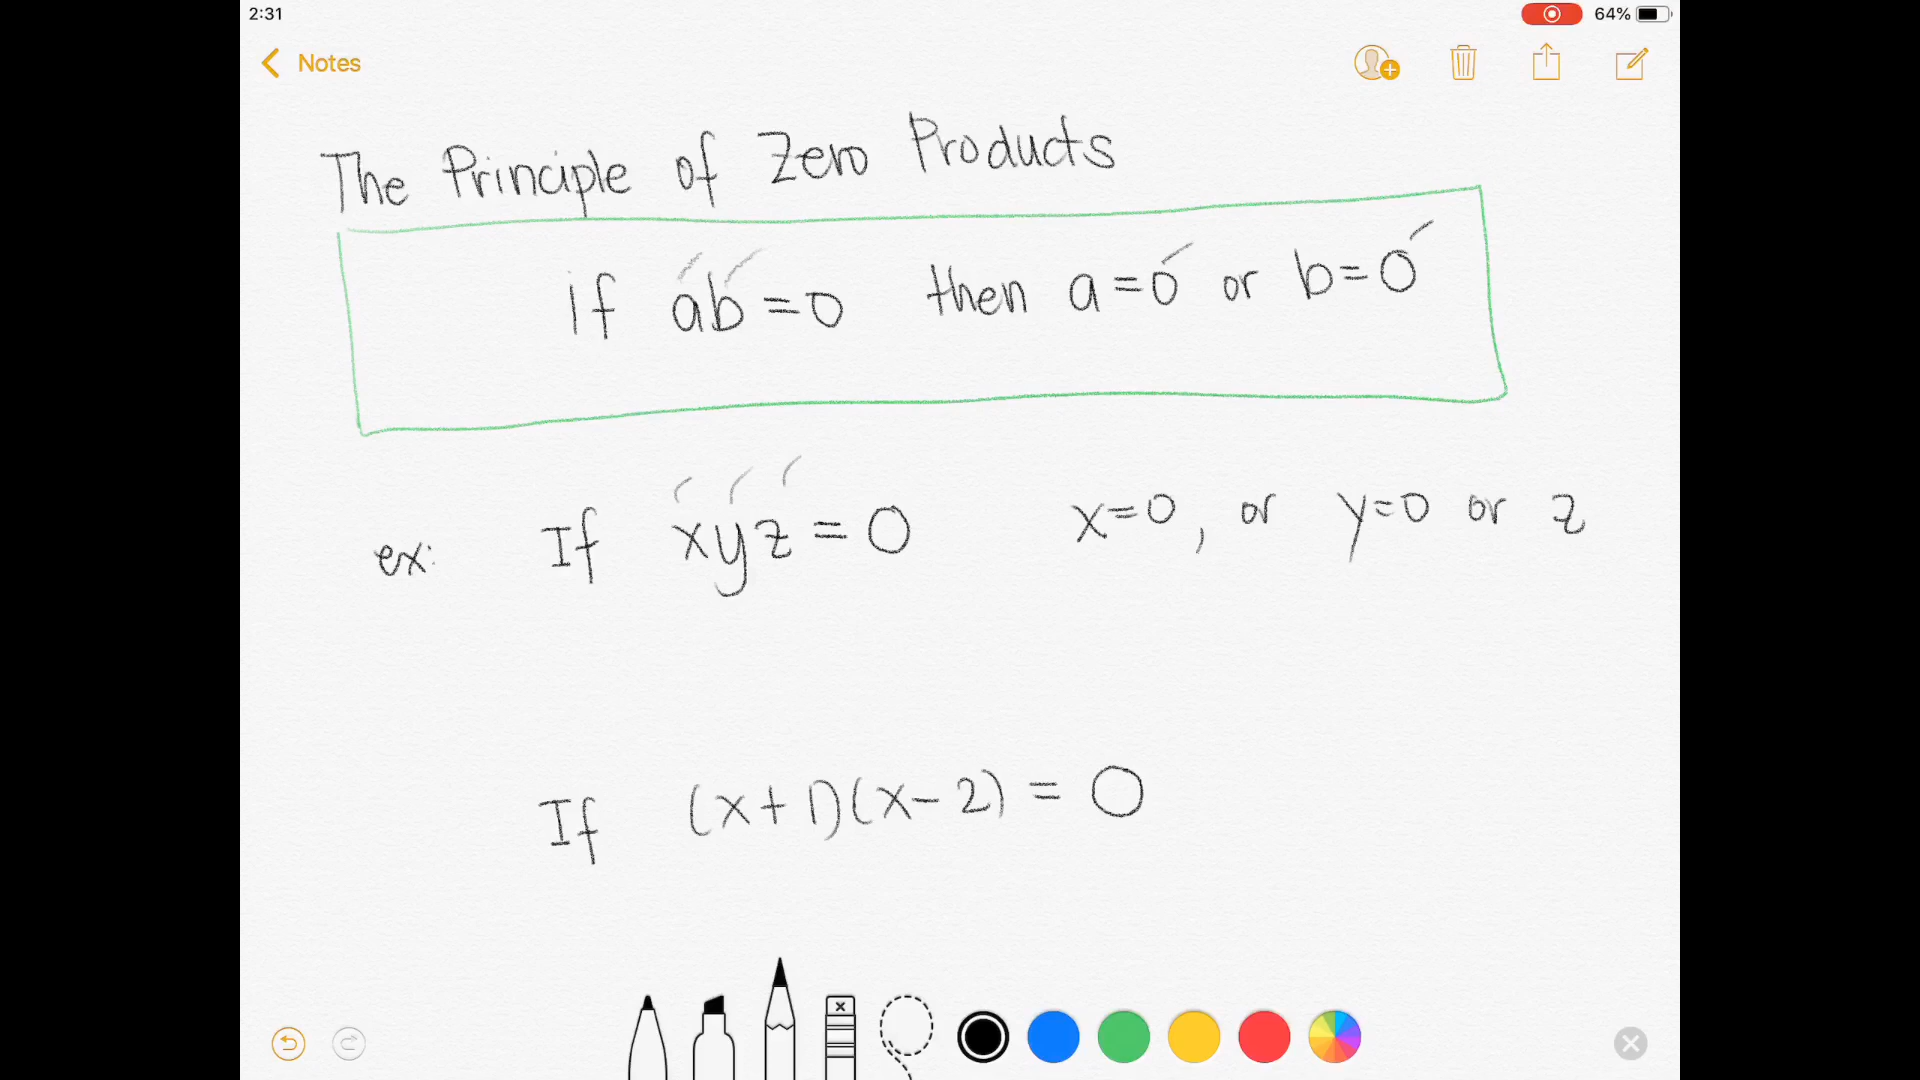 2:31
64%
Notes
The Principle of Zero Products
if ab = 0 then a = 0 or b = 0
ex: If xyz = 0 x = 0, or y = 0 or z
If (x + 1)(x - 2) = 0